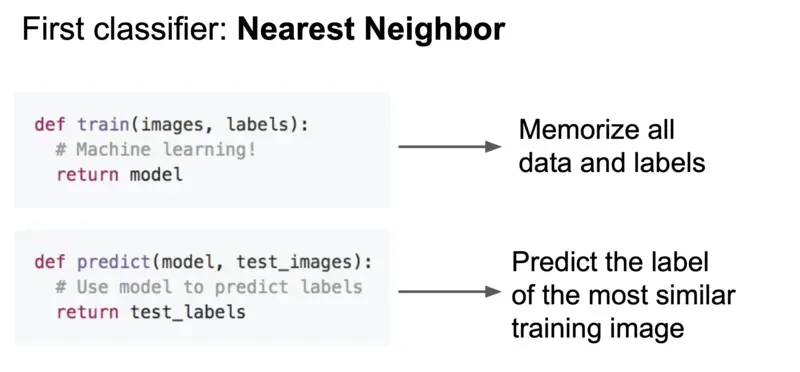 First classifier: Nearest Neighbor
def train(images, labels):
# Machine learning!
return model
Memorize all
data and labels
def predict(model, test_images):
# Use model to predict labels
return test_labels
Predict the label
of the most similar
training image